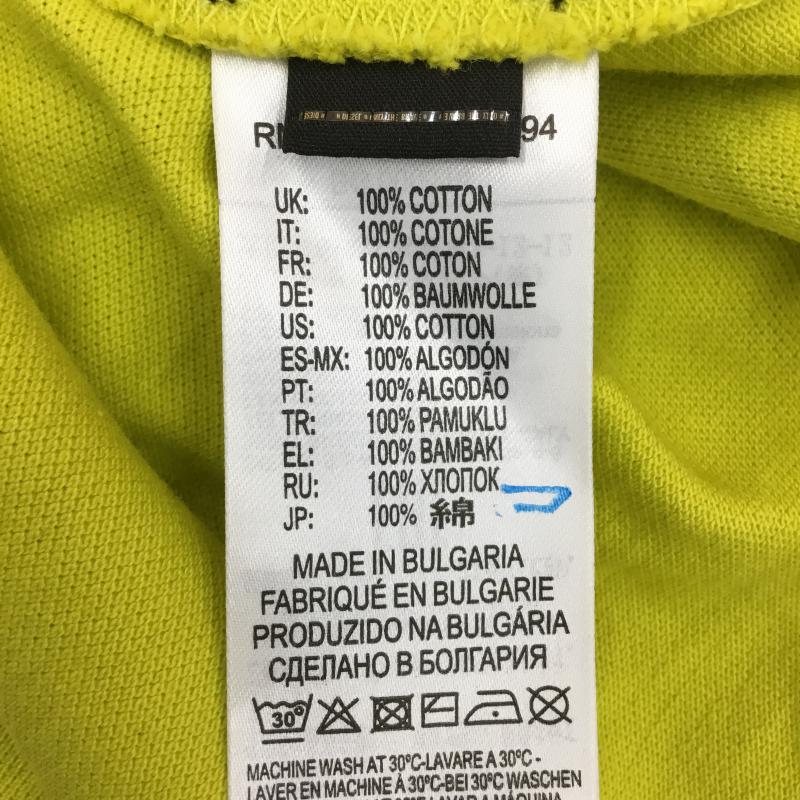 94
UK: 100% COTTON
IT: 100% COTONE
FR: 100% COTON
DE: 100% BAUMWOLLE
US: 100% COTTON
ES-MX: 100% ALGODÓN
PT: 100% ALGODÃO
TR: 100% PAMUKLU
EL: 100% BAMBAKI
RU: 100% ХЛОПОК
JP: 100% 綿
MADE IN BULGARIA
FABRIQUÉ EN BULGARIE
PRODUZIDO NA BULGÁRIA
СДЕЛАНО В БОЛГАРИЯ
30°
MACHINE WASH AT 30°C-LAVARE A 30°C -
LAVER EN MACHINE Á 30°C-BEI 30°C WASCHEN